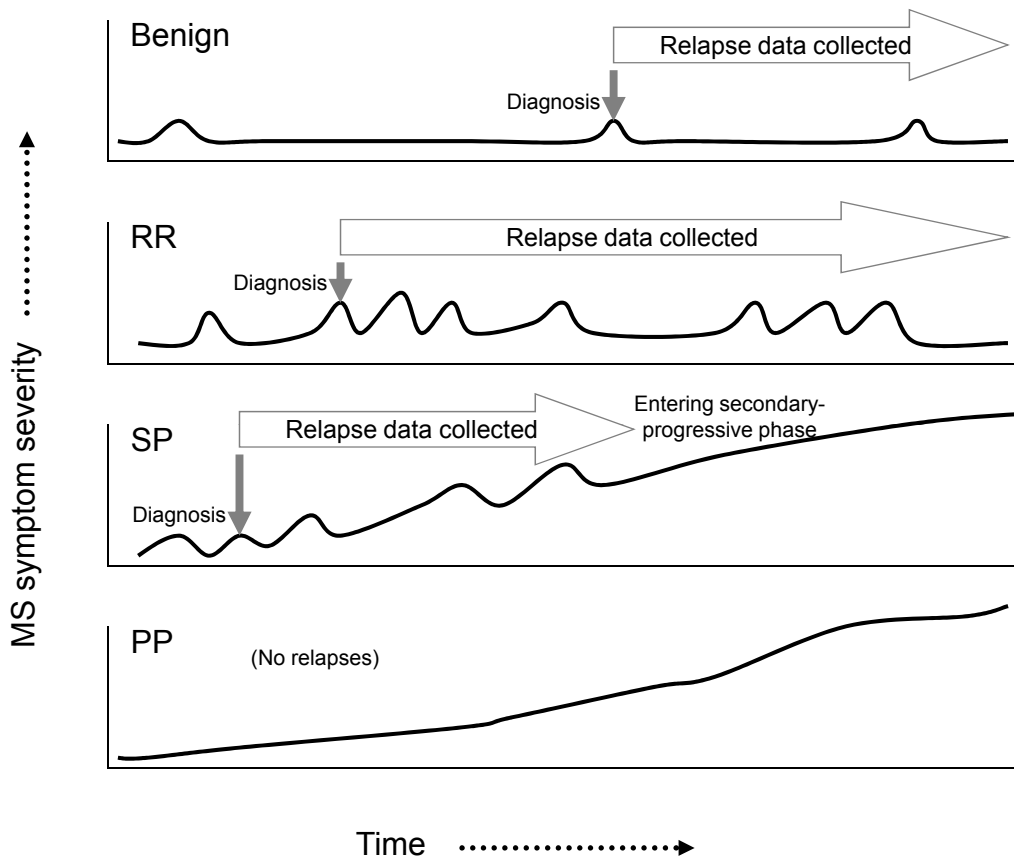 Benign
Relapse data collected
Diagnosis
RR
Relapse data collected
Diagnosis
SP
Relapse data collected
Entering secondary-
progressive phase
Diagnosis
PP
(No relapses)
MS symptom severity
Time